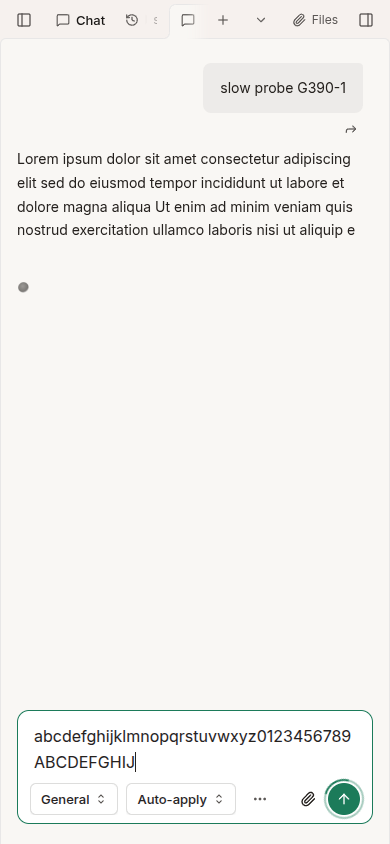 Chat
Files
slow probe G390-1
Lorem ipsum dolor sit amet consectetur adipiscing
elit sed do eiusmod tempor incididunt ut labore et
dolore magna aliqua Ut enim ad minim veniam quis
nostrud exercitation ullamco laboris nisi ut aliquip e
abcdefghijklmnopqrstuvwxyz0123456789
ABCDEFGHIJ
General
Auto-apply